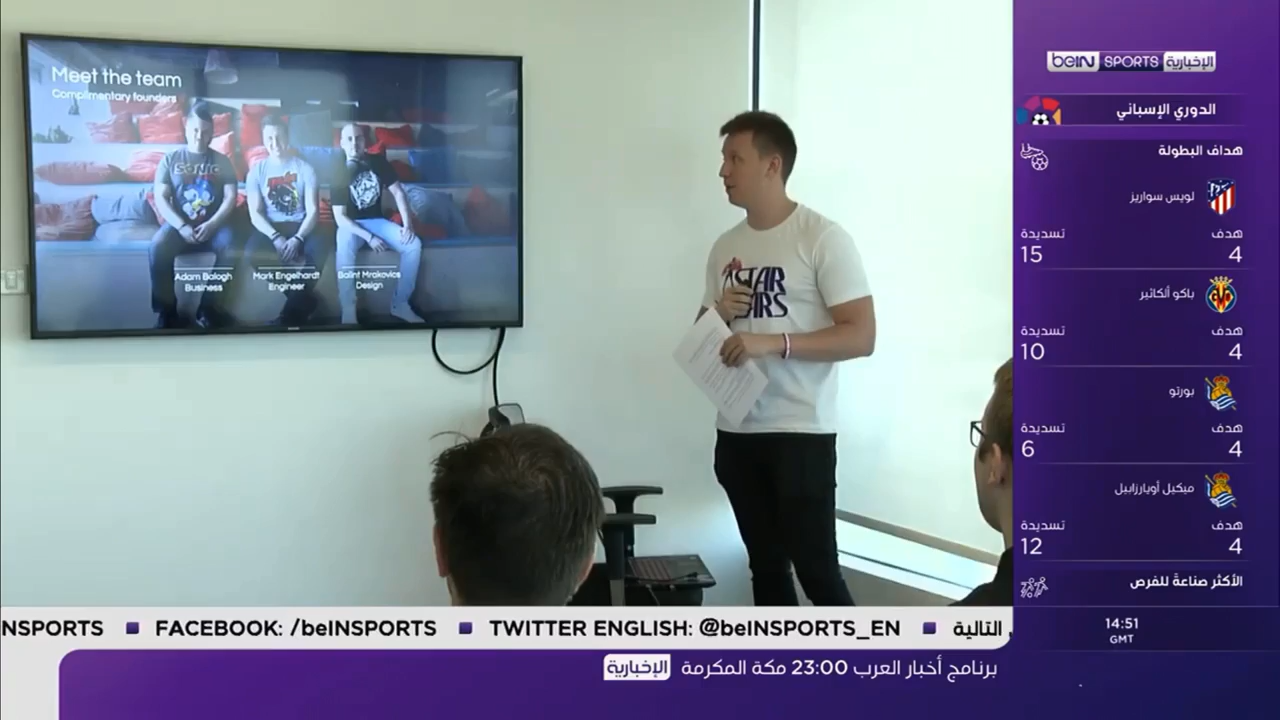 Meet the team
Complimentary founders
SONIC
Adam Balogh
Business
Mark Engelhardt
Engineer
Balint Mrakovics
Design
STAR
beIN SPORTS الإخبارية
الدوري الإسباني
هداف البطولة
لويس سواريز
هدف تسديدة
4 15
باكو ألكاثير
هدف تسديدة
4 10
بورتو
هدف تسديدة
4 6
ميكيل أويارزابيل
هدف تسديدة
4 12
الأكثر صناعةً للفرص
14:51
GMT
NSPORTS ■ FACEBOOK: /beINSPORTS ■ TWITTER ENGLISH: @beINSPORTS_EN ■ التالية
برنامج أخبار العرب 23:00 مكة المكرمة الإخبارية